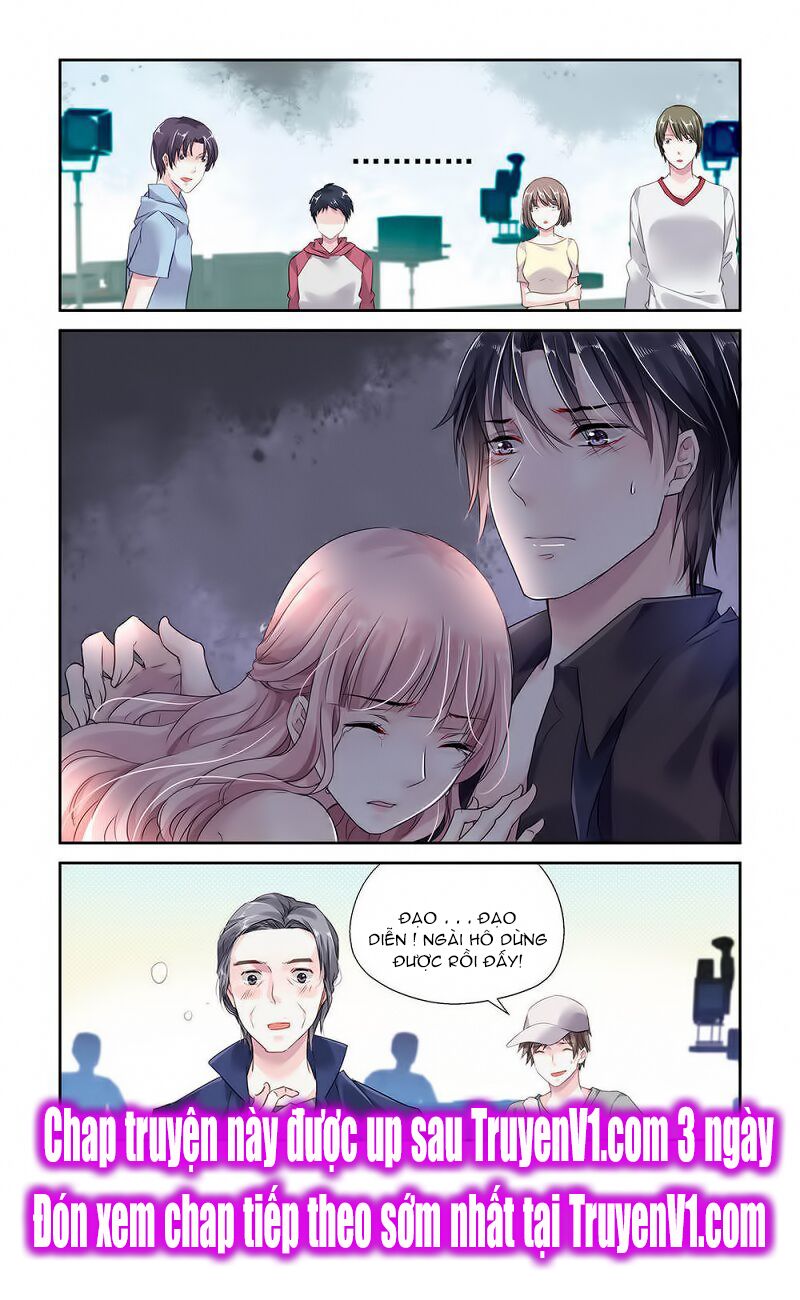 ............
ĐẠO . . . ĐẠO
DIỄN ! NGÀI HÔ DỪNG
ĐƯỢC RỒI ĐẤY!
Chap truyện này được up sau TruyenV1.com 3 ngày
Đón xem chap tiếp theo sớm nhất tại TruyenV1.com